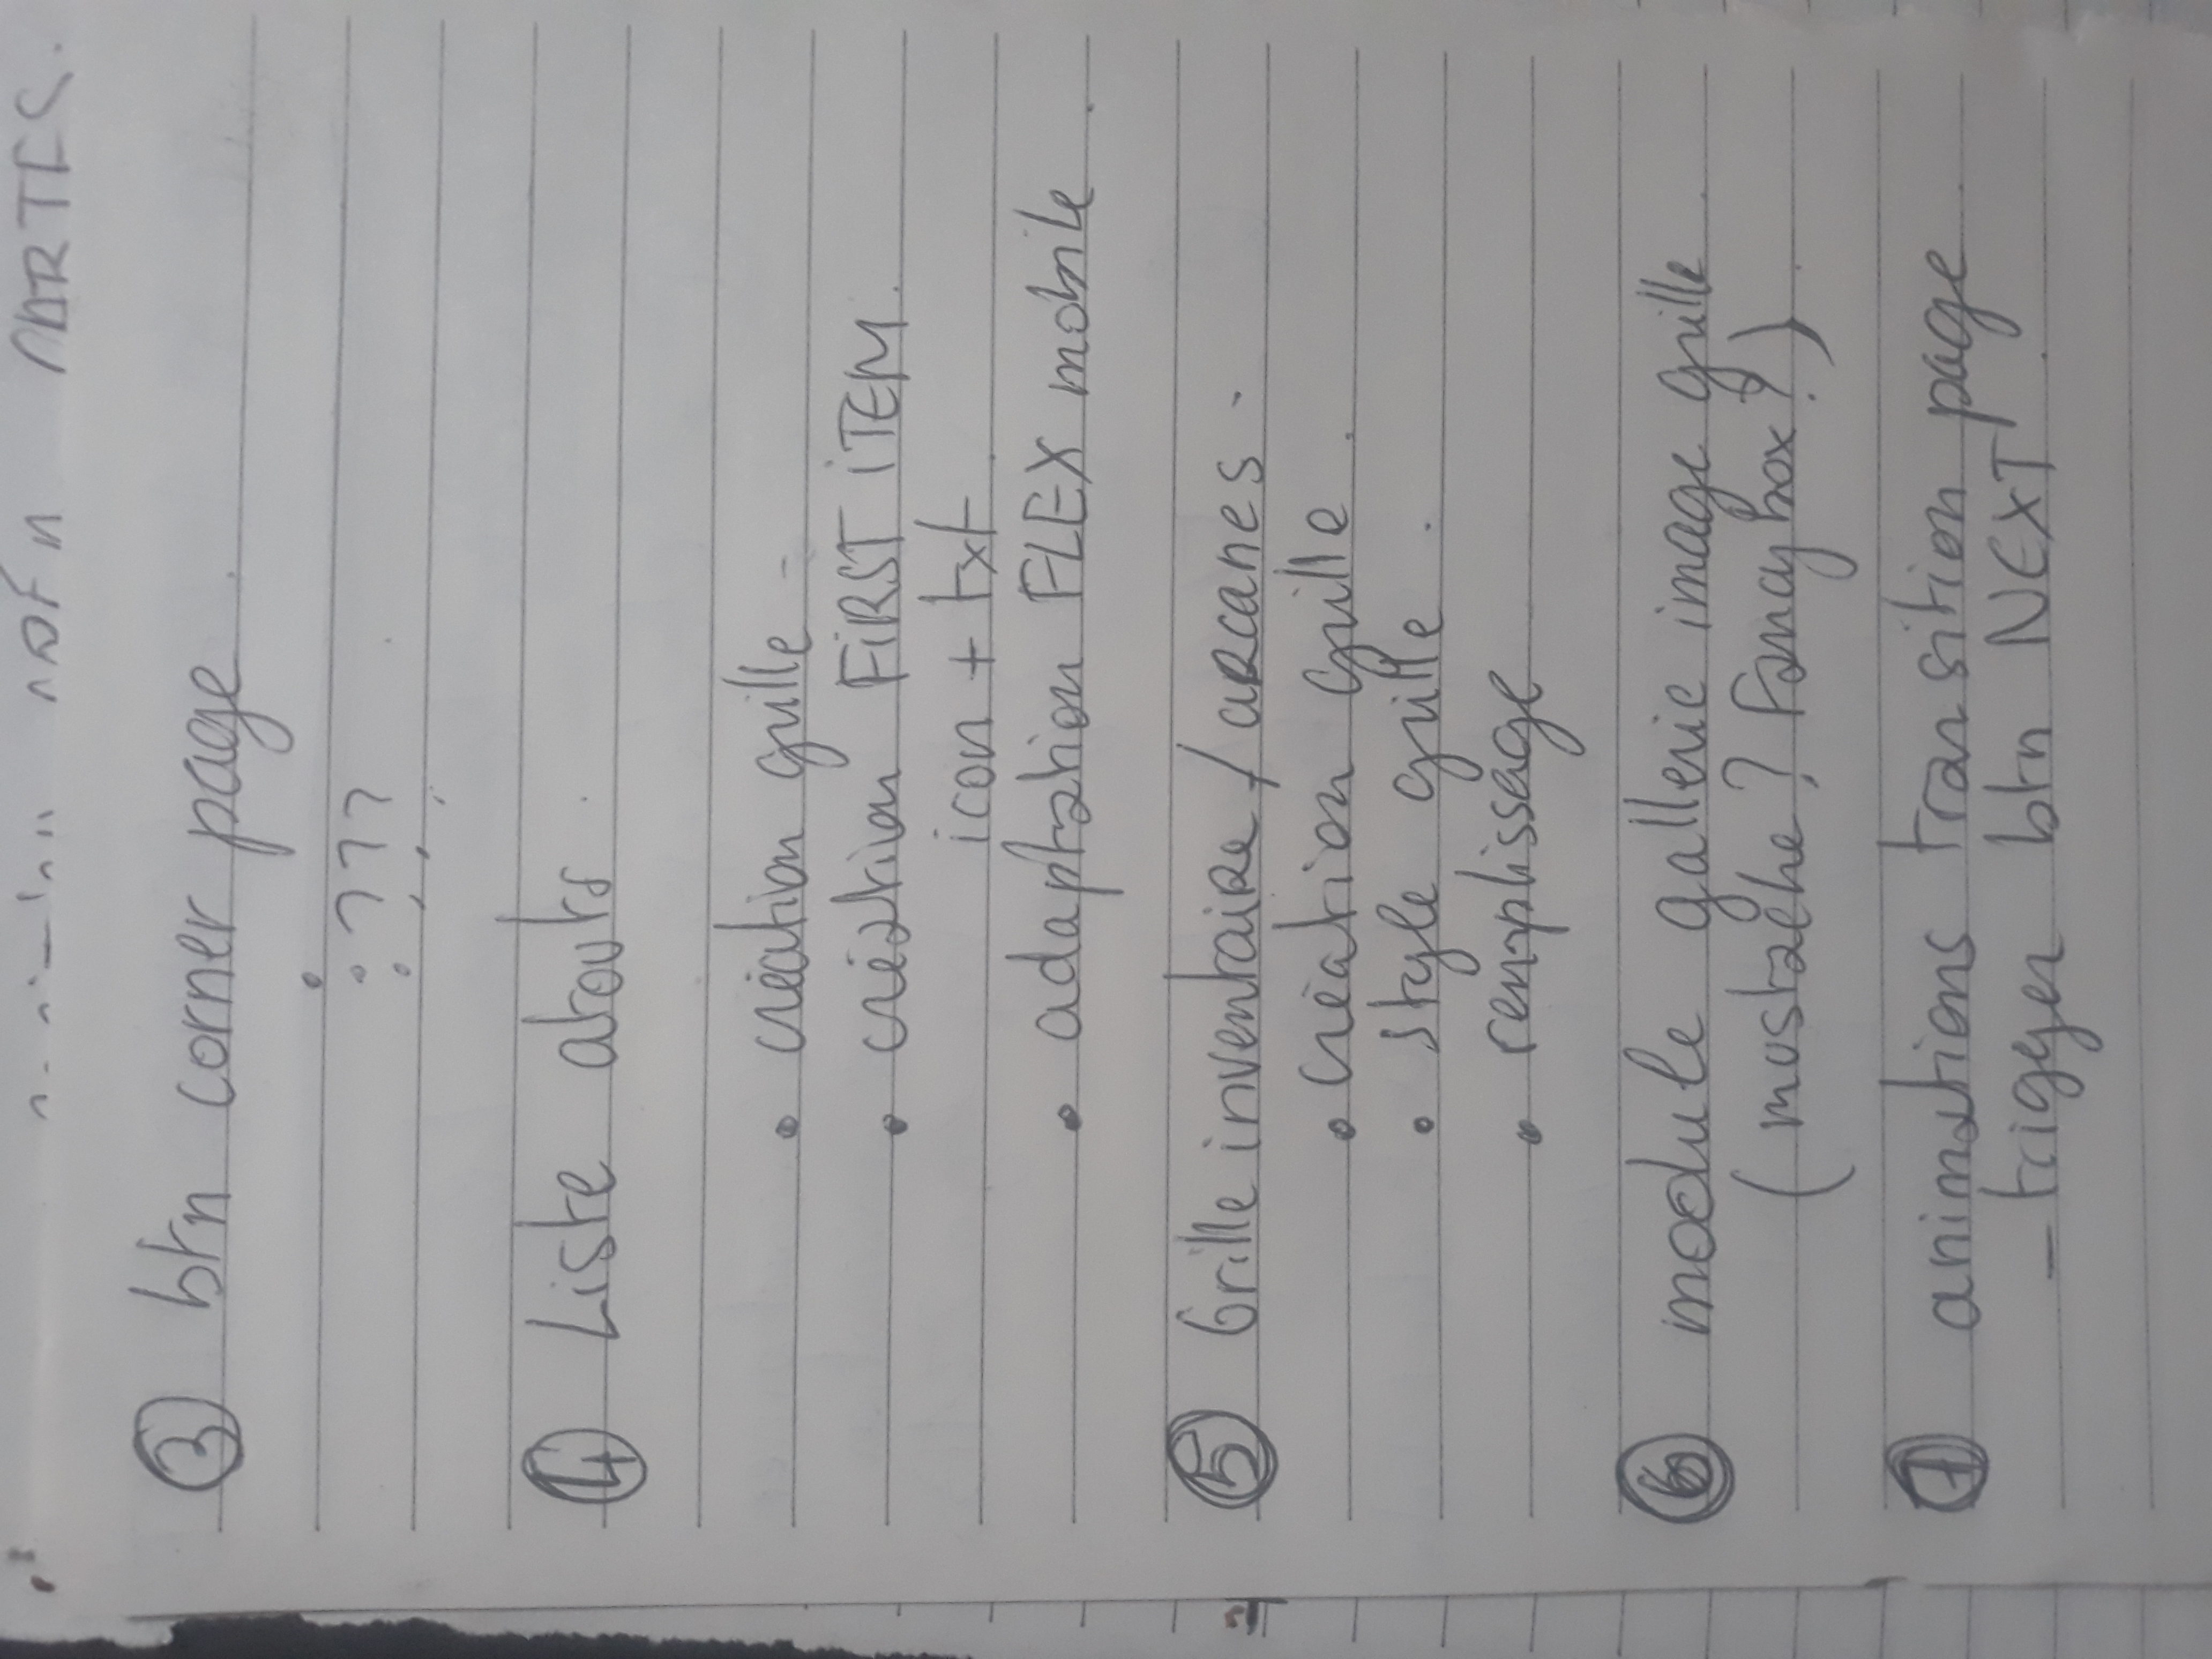 CARTES.
③ btn corner page.
: ???
④ Liste atouts.
• création grille -
• création FiRST iTEM.
icon + txt.
• adaptation FLEX mobile.
⑤ Grille inventaire / arcanes.
• création grille.
• style grille.
• remplissage
⑥ module gallerie image grille.
(mustache? Fancybox?).
⑦ animations transition page.
- trigger btn NEXT.